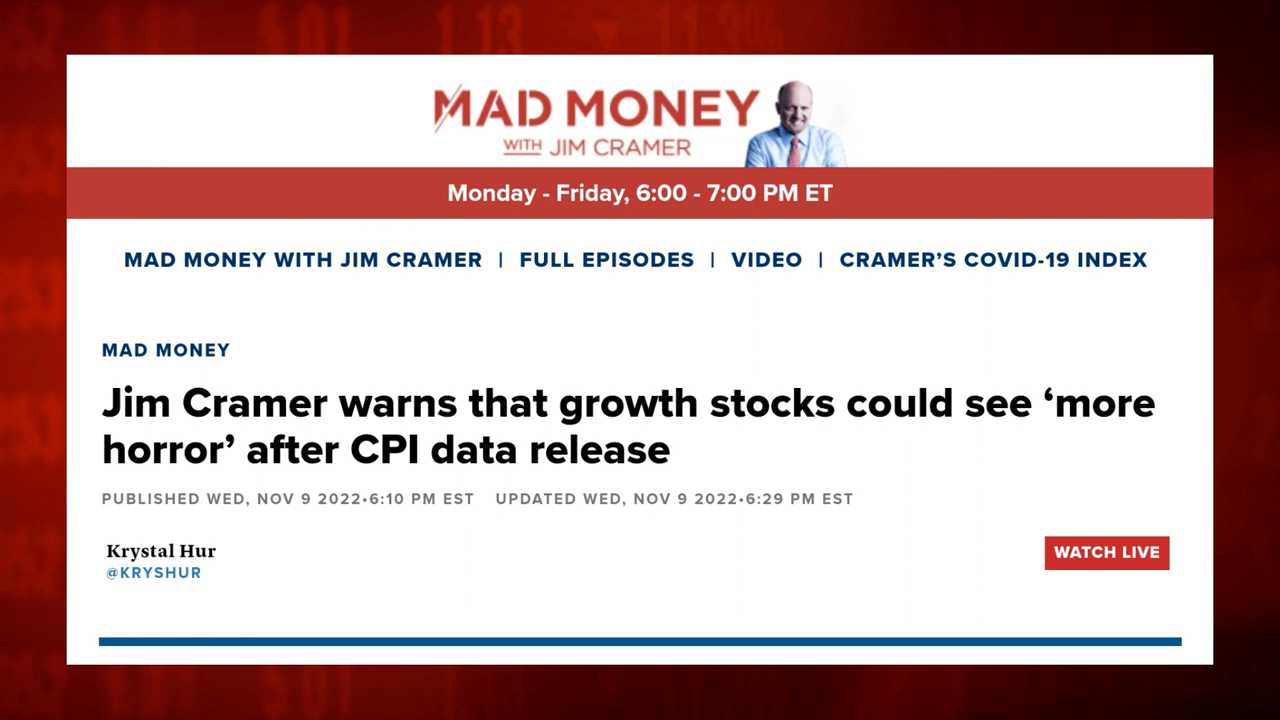 MAD MONEY
WITH JIM CRAMER
Monday - Friday, 6:00 - 7:00 PM ET
MAD MONEY WITH JIM CRAMER | FULL EPISODES | VIDEO | CRAMER’S COVID-19 INDEX
MAD MONEY
Jim Cramer warns that growth stocks could see ‘more
horror’ after CPI data release
PUBLISHED WED, NOV 9 2022•6:10 PM EST UPDATED WED, NOV 9 2022•6:29 PM EST
Krystal Hur
@KRYSHUR
WATCH LIVE